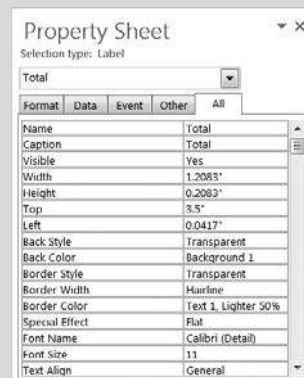 Property Sheet
Selection type: Label
Total
Format Data Event Other All
Name Total
Caption Total
Visible Yes
Width 1.2083"
Height 0.2083"
Top 3.5"
Left 0.0417"
Back Style Transparent
Back Color Background 1
Border Style Transparent
Border Width Hairline
Border Color Text 1, Lighter 50%
Special Effect Flat
Font Name Calibri (Detail)
Font Size 11
Text Align General